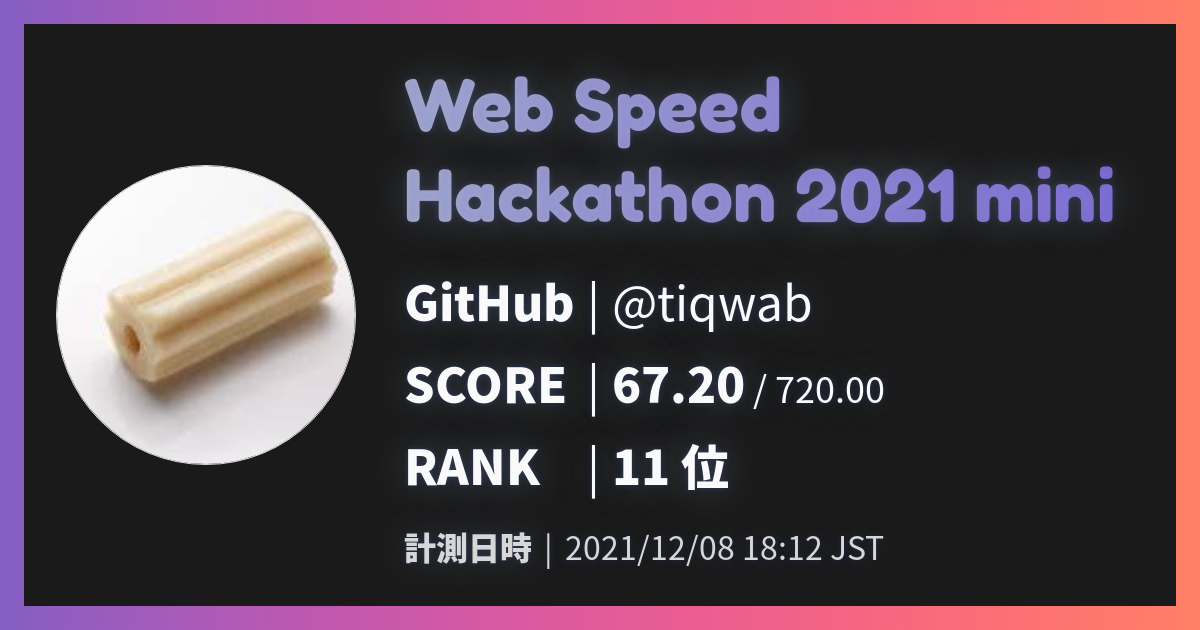 Web Speed
Hackathon 2021 mini
GitHub | @tiqwab
SCORE | 67.20 / 720.00
RANK | 11 位
計測日時 | 2021/12/08 18:12 JST